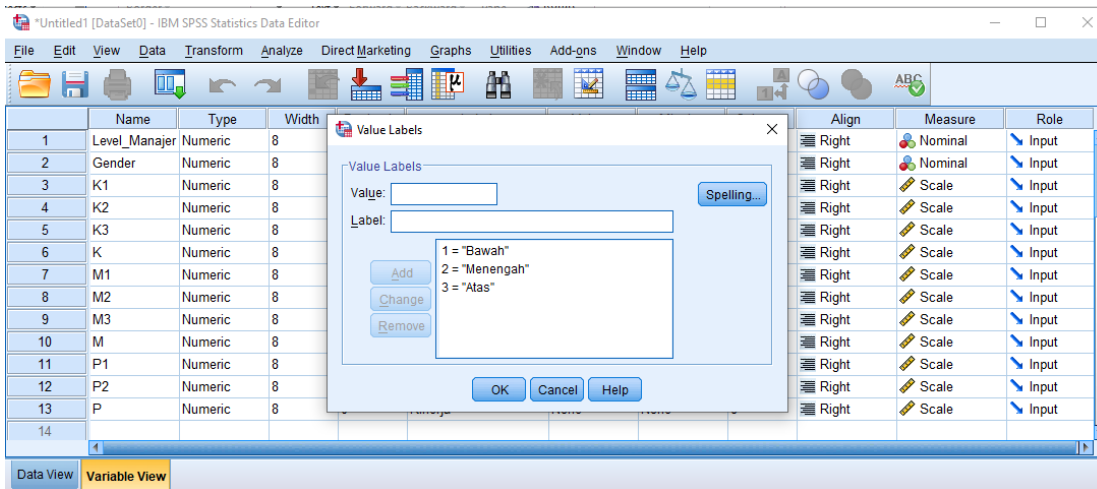 *Untitled1 [DataSet0] - IBM SPSS Statistics Data Editor
File Edit View Data Transform Analyze Direct Marketing Graphs Utilities Add-ons Window Help
Name Type Width Align Measure Role
Value Labels
1 Level_Manajer Numeric 8 Right Nominal Input
2 Gender Numeric 8 Right Nominal Input
3 K1 Numeric 8 Right Scale Input
4 K2 Numeric 8 Right Scale Input
5 K3 Numeric 8 Right Scale Input
6 K Numeric 8 Right Scale Input
7 M1 Numeric 8 Right Scale Input
8 M2 Numeric 8 Right Scale Input
9 M3 Numeric 8 Right Scale Input
10 M Numeric 8 Right Scale Input
11 P1 Numeric 8 Right Scale Input
12 P2 Numeric 8 Right Scale Input
13 P Numeric 8 Right Scale Input
14
Value Labels
Value:
Spelling...
Label:
1 = "Bawah"
2 = "Menengah"
3 = "Atas"
Add
Change
Remove
OK Cancel Help
Data View Variable View